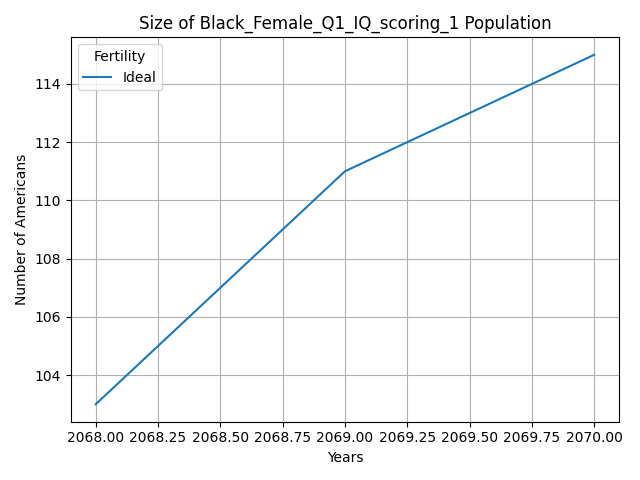 Size of Black_Female_Q1_IQ_scoring_1 Population
Fertility
Ideal
114
112
110
108
106
104
Number of Americans
2068.00 2068.25 2068.50 2068.75 2069.00 2069.25 2069.50 2069.75 2070.00
Years